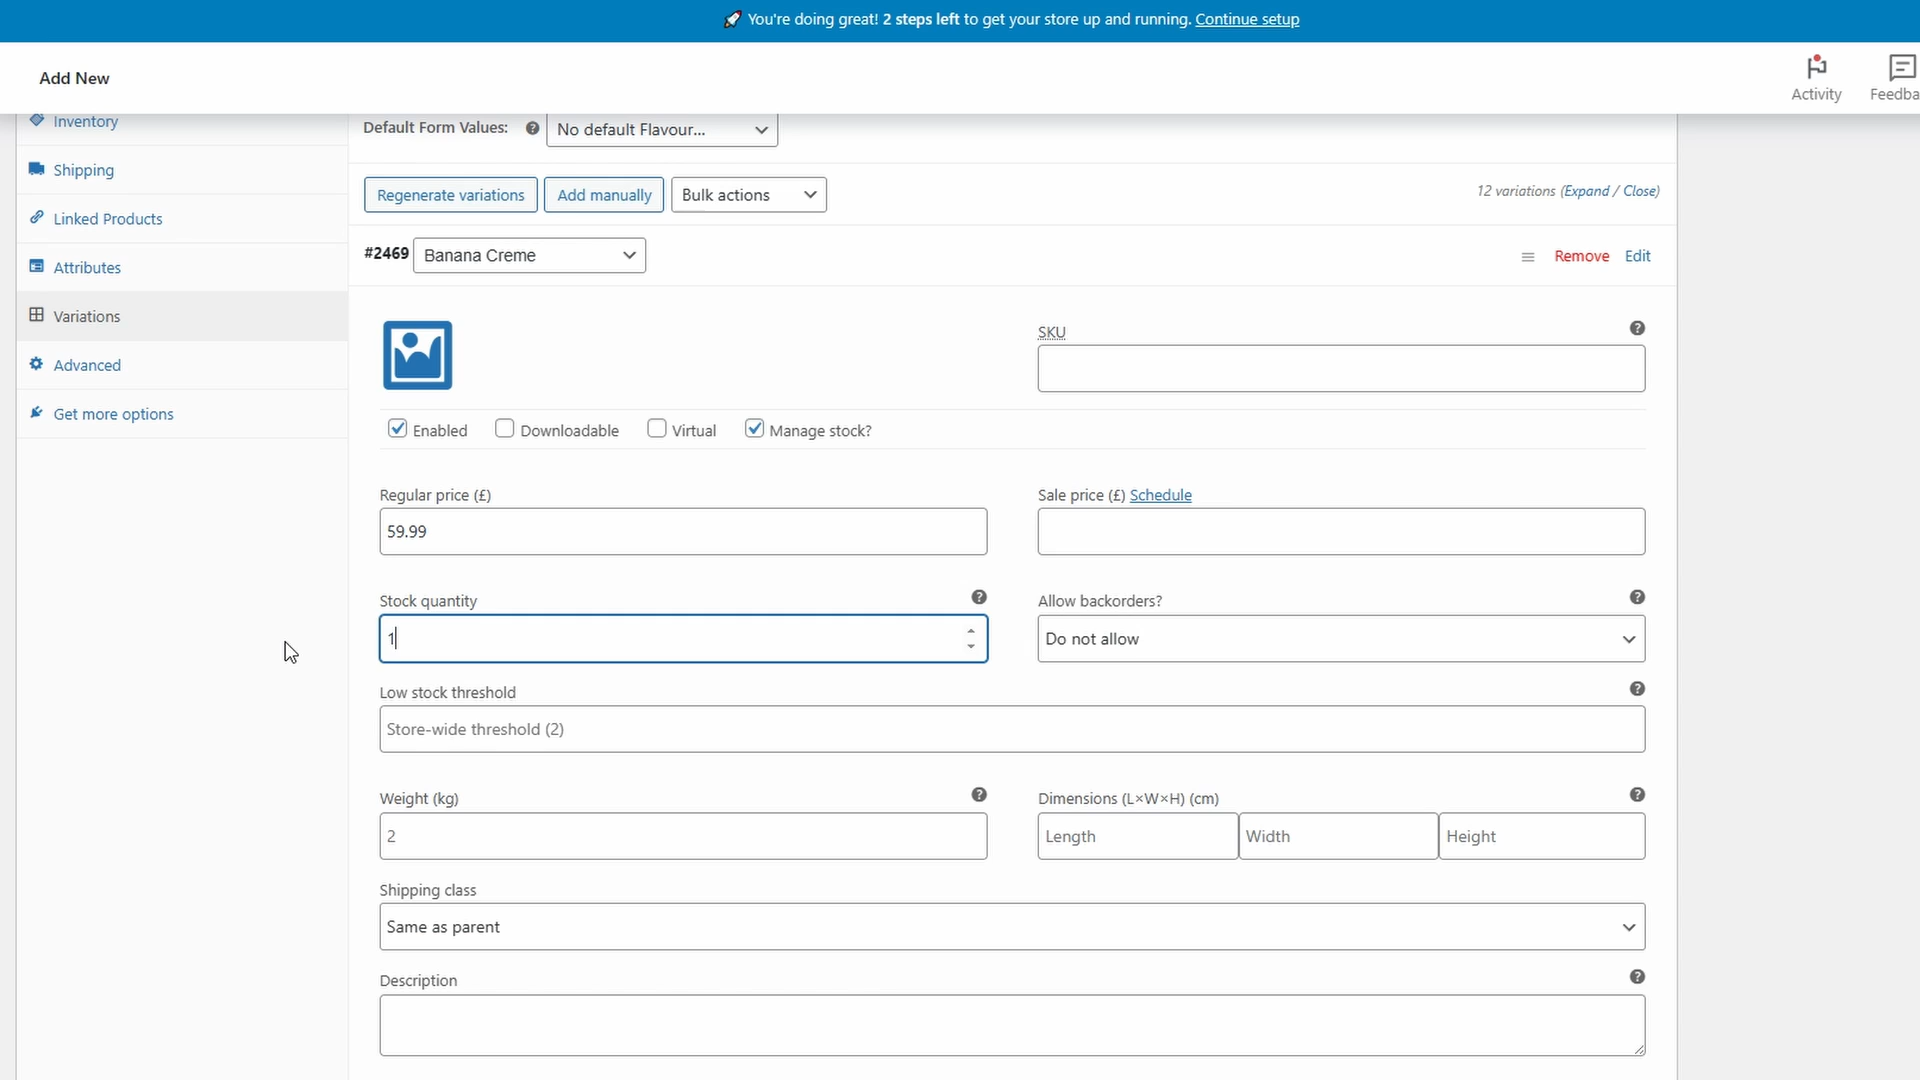 You're doing great! 2 steps left to get your store up and running. Continue setup
Add New
Activity
Feedba
Inventory
Default Form Values:
No default Flavour...
Shipping
Regenerate variations
Add manually
Bulk actions
12 variations (Expand / Close)
Linked Products
#2469
Banana Creme
Remove
Edit
Attributes
Variations
SKU
Advanced
Get more options
Enabled
Downloadable
Virtual
Manage stock?
Regular price (£)
Sale price (£) Schedule
59.99
Stock quantity
Allow backorders?
1
Do not allow
Low stock threshold
Store-wide threshold (2)
Weight (kg)
Dimensions (L×W×H) (cm)
2
Length
Width
Height
Shipping class
Same as parent
Description